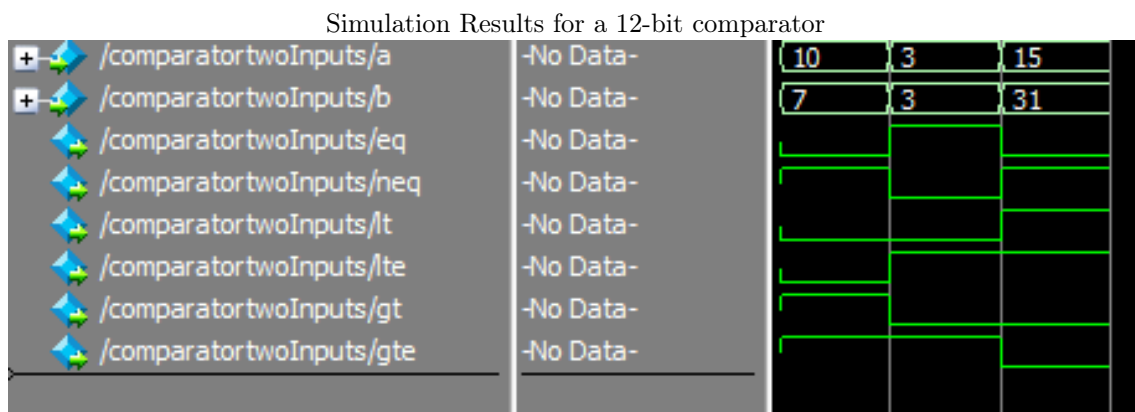 Simulation Results for a 12-bit comparator
/comparatortwoInputs/a -No Data- 10 3 15
/comparatortwoInputs/b -No Data- 7 3 31
/comparatortwoInputs/eq -No Data-
/comparatortwoInputs/neq -No Data-
/comparatortwoInputs/lt -No Data-
/comparatortwoInputs/lte -No Data-
/comparatortwoInputs/gt -No Data-
/comparatortwoInputs/gte -No Data-